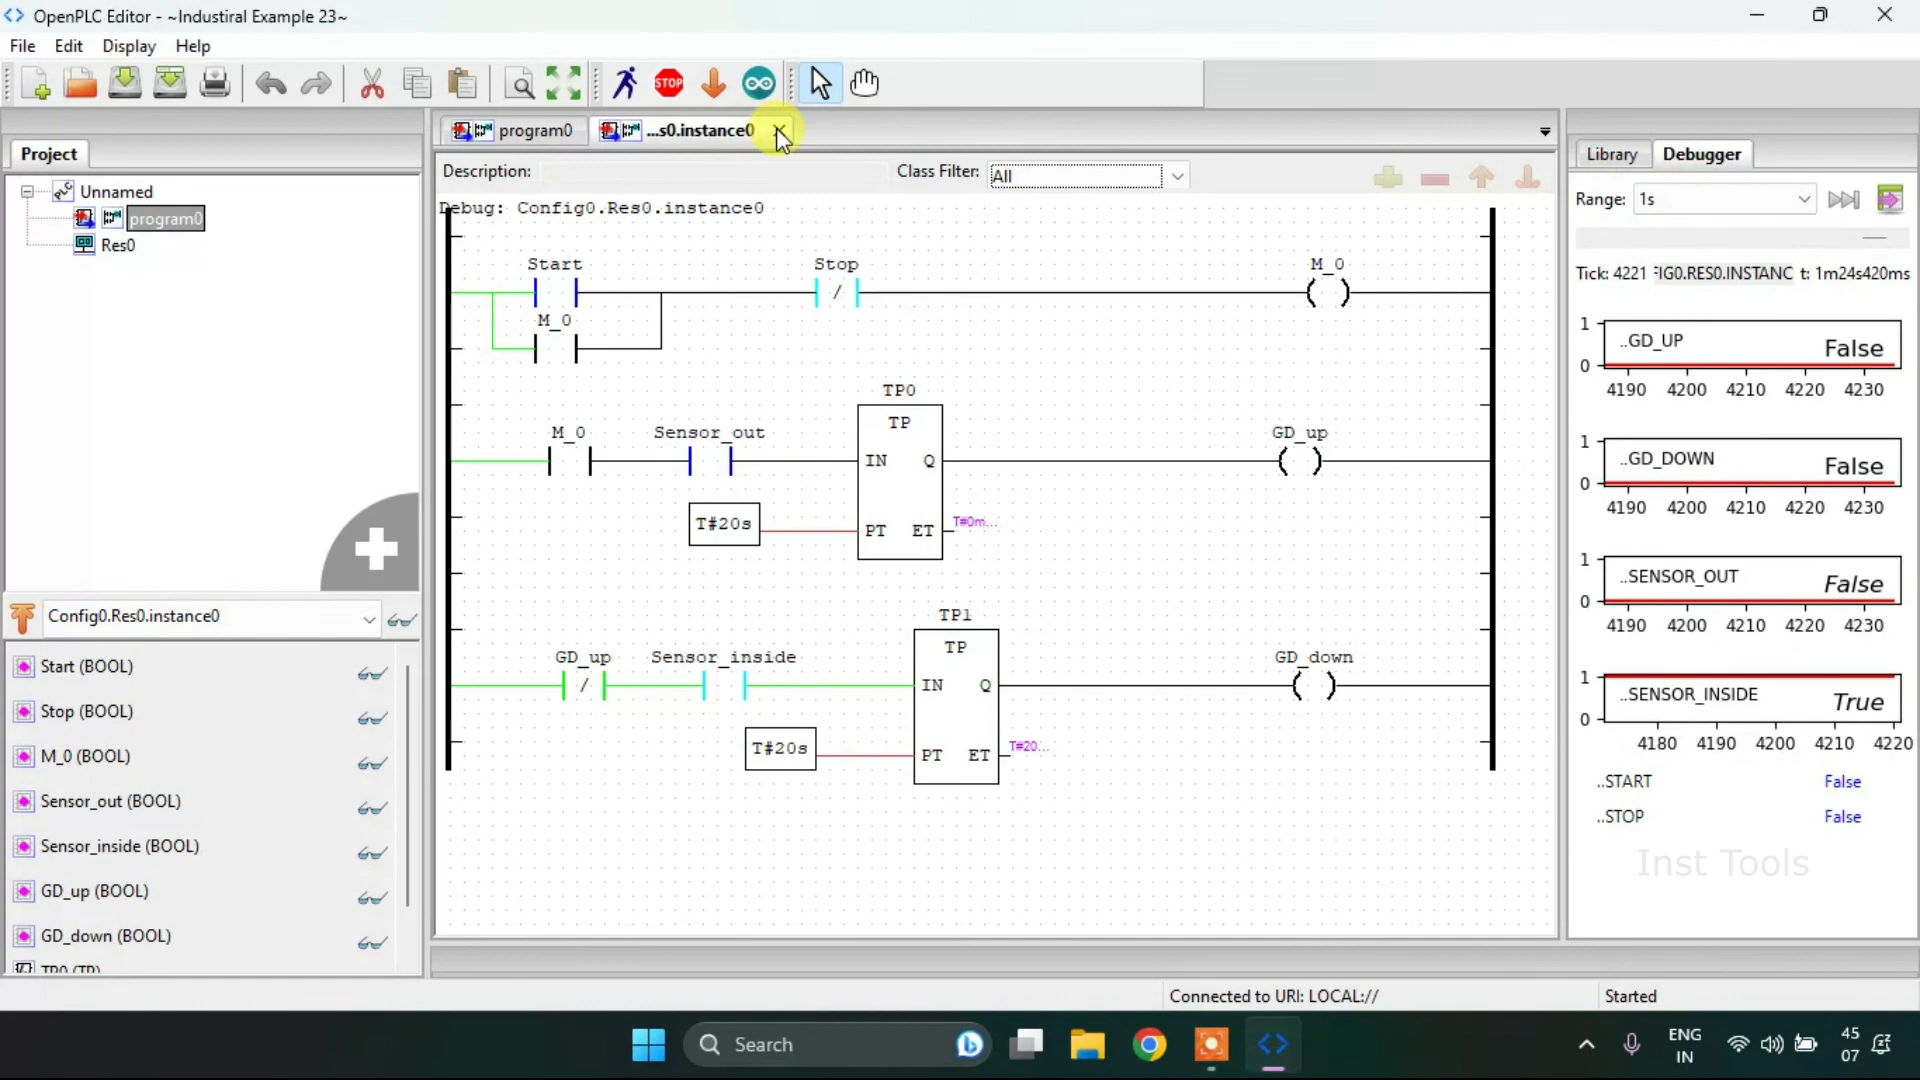 OpenPLC Editor - ~Industiral Example 23~
File Edit Display Help
STOP
program0 ...s0.instance0
Project
Description: Class Filter: All
Library Debugger
Unnamed
program0
Res0
Range: 1s
Debug: Config0.Res0.instance0
Tick: 4221 FIG0.RES0.INSTANC t: 1m24s420ms
Start Stop M_0
/
M_0
TP0
TP
M_0 Sensor_out GD_up
IN Q
T#20s PT ET T#0m...
TP1
TP
GD_up Sensor_inside GD_down
/ IN Q
T#20s PT ET T#20...
1 ..GD_UP False
0
4190 4200 4210 4220 4230
1 ..GD_DOWN False
0
4190 4200 4210 4220 4230
1 ..SENSOR_OUT False
0
4190 4200 4210 4220 4230
1 ..SENSOR_INSIDE True
0
4180 4190 4200 4210 4220
..START False
..STOP False
Inst Tools
Config0.Res0.instance0
Start (BOOL)
Stop (BOOL)
M_0 (BOOL)
Sensor_out (BOOL)
Sensor_inside (BOOL)
GD_up (BOOL)
GD_down (BOOL)
TP0 (TP)
Connected to URI: LOCAL:// Started
Search
ENG
IN
45
07